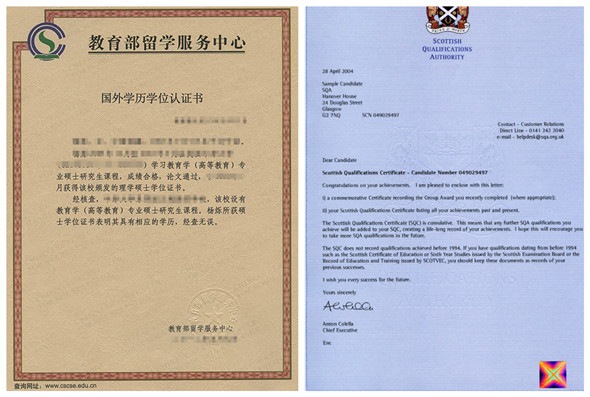 教育部留学服务中心
国外学历学位认证书
学习教育学（高等教育）专
业硕士研究生课程，成绩合格，论文通过，
月获得该校颁发的理学硕士学位证书。
经核查，
该校设有
教育学（高等教育）专业硕士研究生课程，杨烁所获硕
士学位证书表明其具有相应的学历，经查无误。
教育部留学服务中心
查询网址：www.cscse.edu.cn
SCOTTISH
QUALIFICATIONS
AUTHORITY
28 April 2004
Sample Candidate
SQA
Hanover House
24 Douglas Street
Glasgow
G2 7NQ SCN 049029497
Contact - Customer Relations
Direct Line - 0141 242 2040
e-mail - helpdesk@sqa.org.uk
Dear Candidate
Scottish Qualifications Certificate - Candidate Number 049029497
Congratulations on your achievements. I am pleased to enclose with this letter:
i) a commemorative Certificate recording the Group Award you recently completed (where appropriate);
ii) your Scottish Qualifications Certificate listing all your achievements past and present.
The Scottish Qualifications Certificate (SQC) is cumulative. This means that any further SQA qualifications you
achieve will be added to your SQC, creating a life-long record of your achievements. I hope this will encourage you
to take more SQA qualifications in the future.
The SQC does not record qualifications achieved before 1994. If you have qualifications dating from before 1994
such as the Scottish Certificate of Education or Sixth Year Studies issued by the Scottish Examination Board or the
Record of Education and Training issued by SCOTVEC, you should keep these documents as records of your
previous successes.
I wish you every success for the future.
Yours sincerely
Anton Colella
Chief Executive
Enc